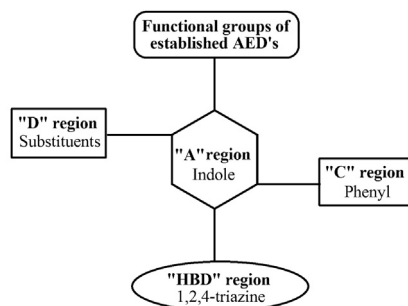 Functional groups of
established AED's
"D" region
Substituents
"A"region
Indole
"C" region
Phenyl
"HBD" region
1,2,4-triazine